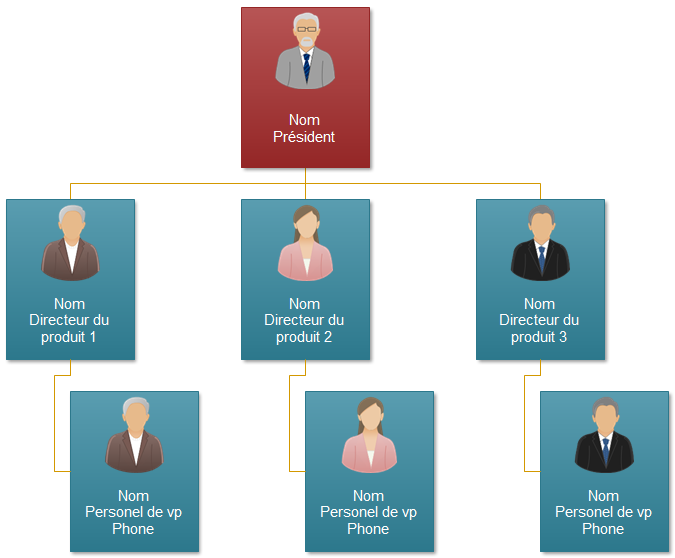 Nom
Président
Nom
Directeur du
produit 1
Nom
Directeur du
produit 2
Nom
Directeur du
produit 3
Nom
Personel de vp
Phone
Nom
Personel de vp
Phone
Nom
Personel de vp
Phone